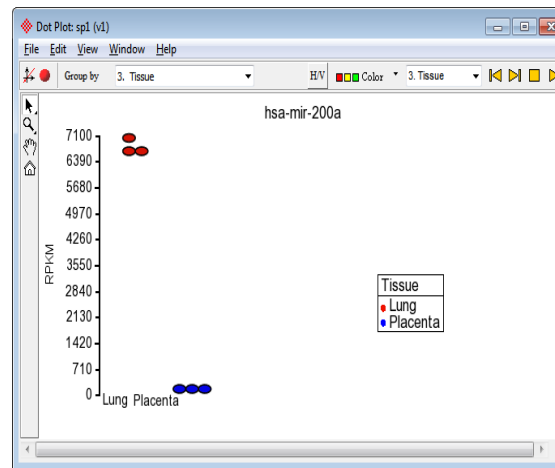 Dot Plot: sp1 (v1)
File Edit View Window Help
Group by 3. Tissue H/V Color 3. Tissue
hsa-mir-200a
7100
6390
5680
4970
4260
3550
2840
2130
1420
710
0
RPKM
Lung Placenta
Tissue
Lung
Placenta